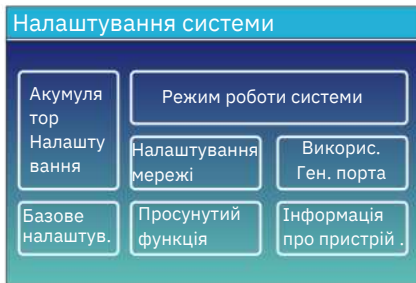 Налаштування системи
Акумуля
тор
Налашту
вання
Режим роботи системи
Налаштування
мережі
Викорис.
Ген. порта
Базове
налаштув.
Просунутий
функція
Інформація
про пристрій .